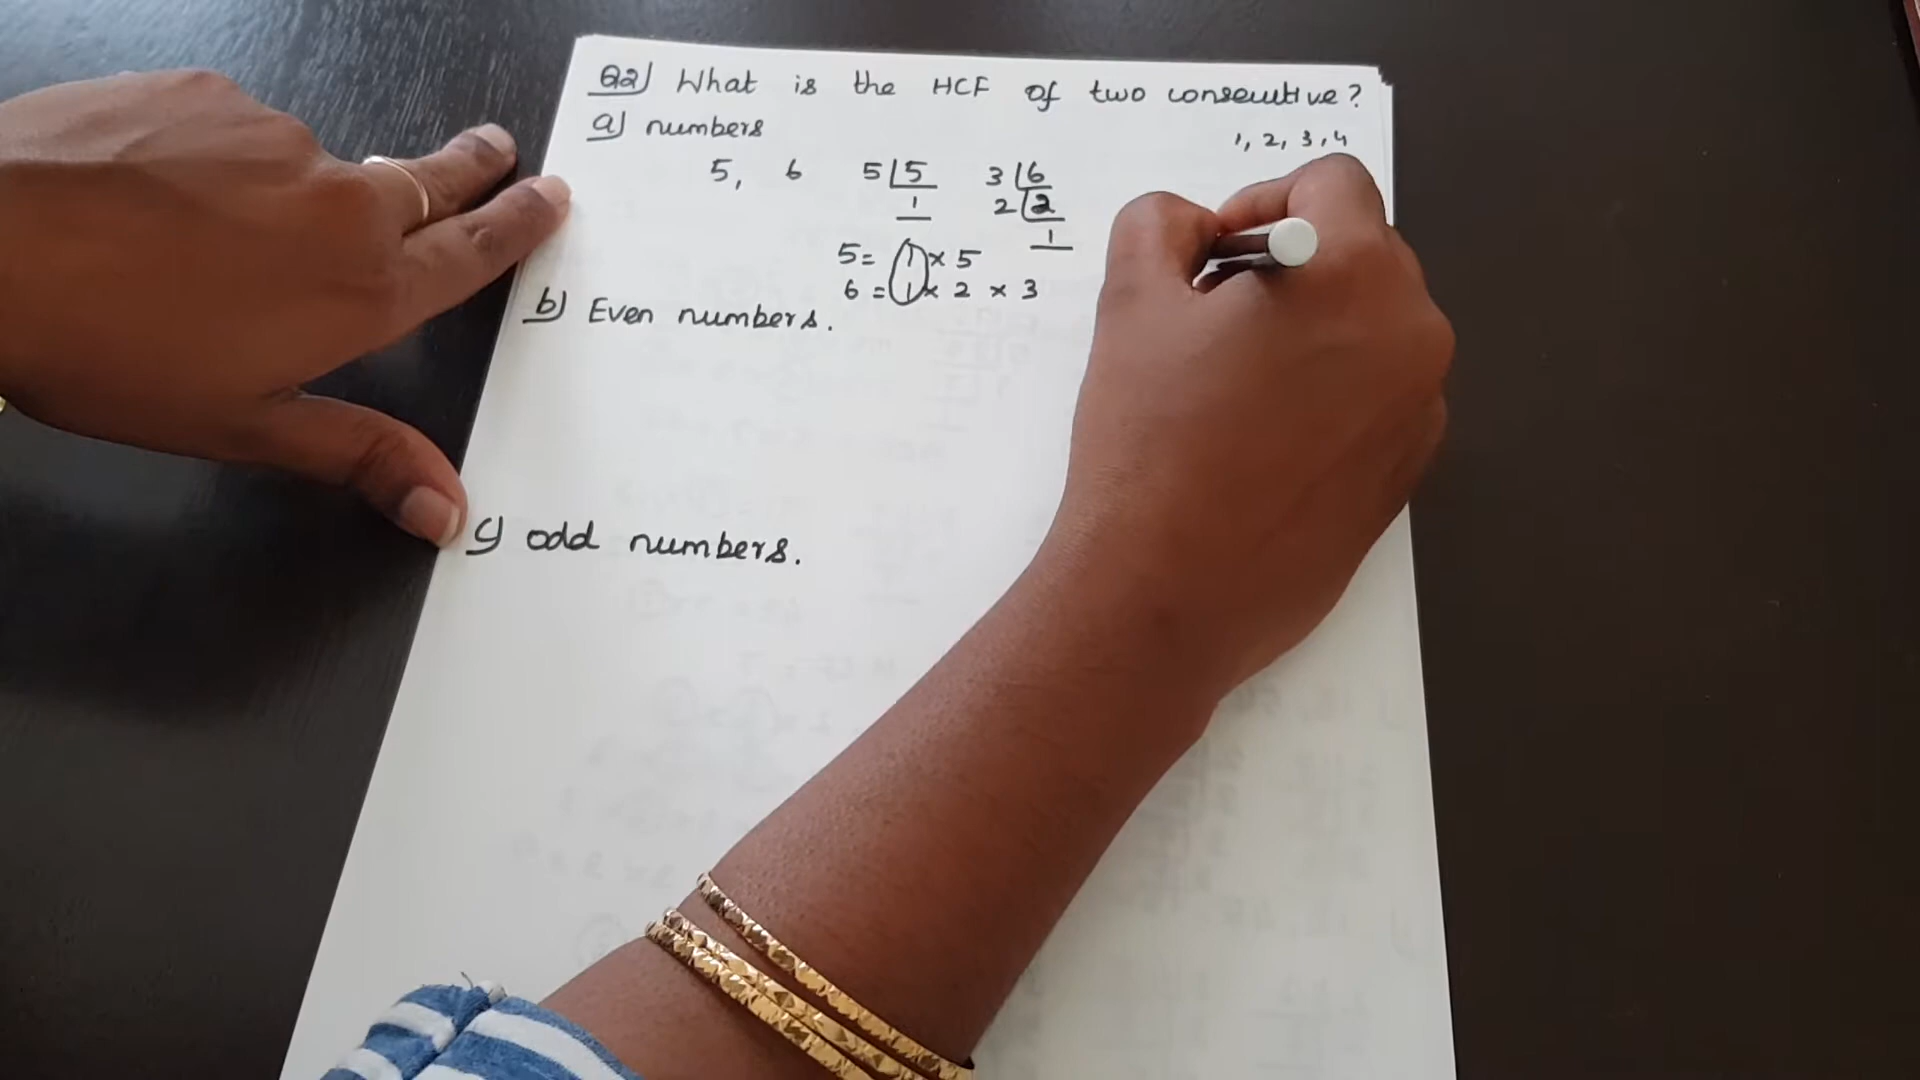 Q2) What is the HCF of two consecutive?
a) numbers
1, 2, 3, 4
5, 6 5 5 3 6
1 2 2
1
5 = 1 × 5
6 = 1 × 2 × 3
b) Even numbers.
c) odd numbers.